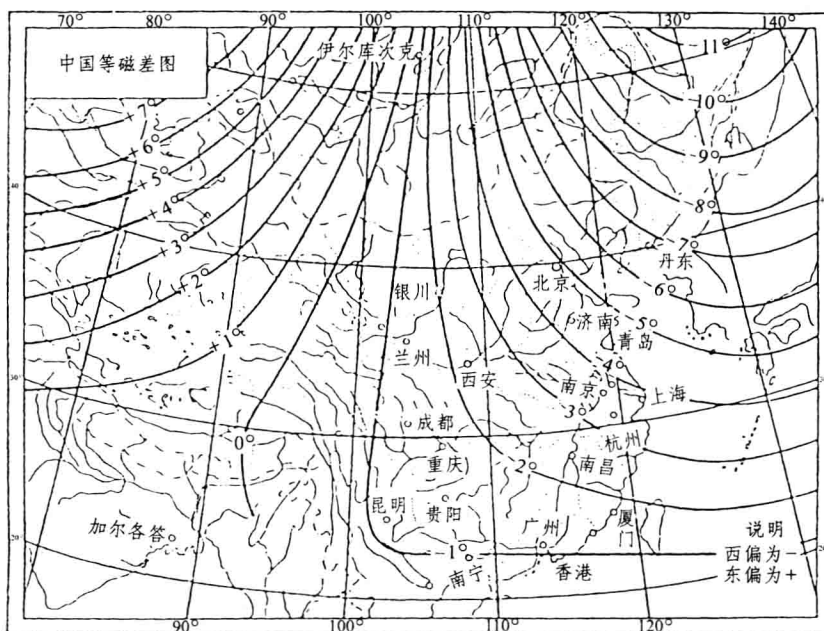 70° 80° 90° 100° 110° 120° 130° 140°
中国等磁差图
伊尔库次克
-11
10
-9°
8
-7°
6
-5
4
3
2
-1°
0°
+1°
+2°
+3°
+4°
+5°
+6°
+
40
30
20
丹东
北京
银川
济南
青岛
兰州
西安
南京
上海
成都
杭州
重庆
南昌
昆明
贵阳
加尔各答
广州
厦门
南宁
香港
说明
西偏为−
东偏为+
90° 100° 110° 120°